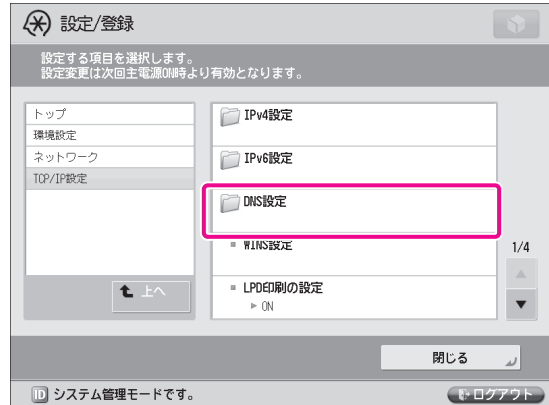 設定/登録
設定する項目を選択します。
設定変更は次回主電源ON時より有効となります。
トップ
環境設定
ネットワーク
TCP/IP設定
上へ
IPv4設定
IPv6設定
DNS設定
WINS設定
LPD印刷の設定
ON
1/4
閉じる
ID システム管理モードです。
ログアウト